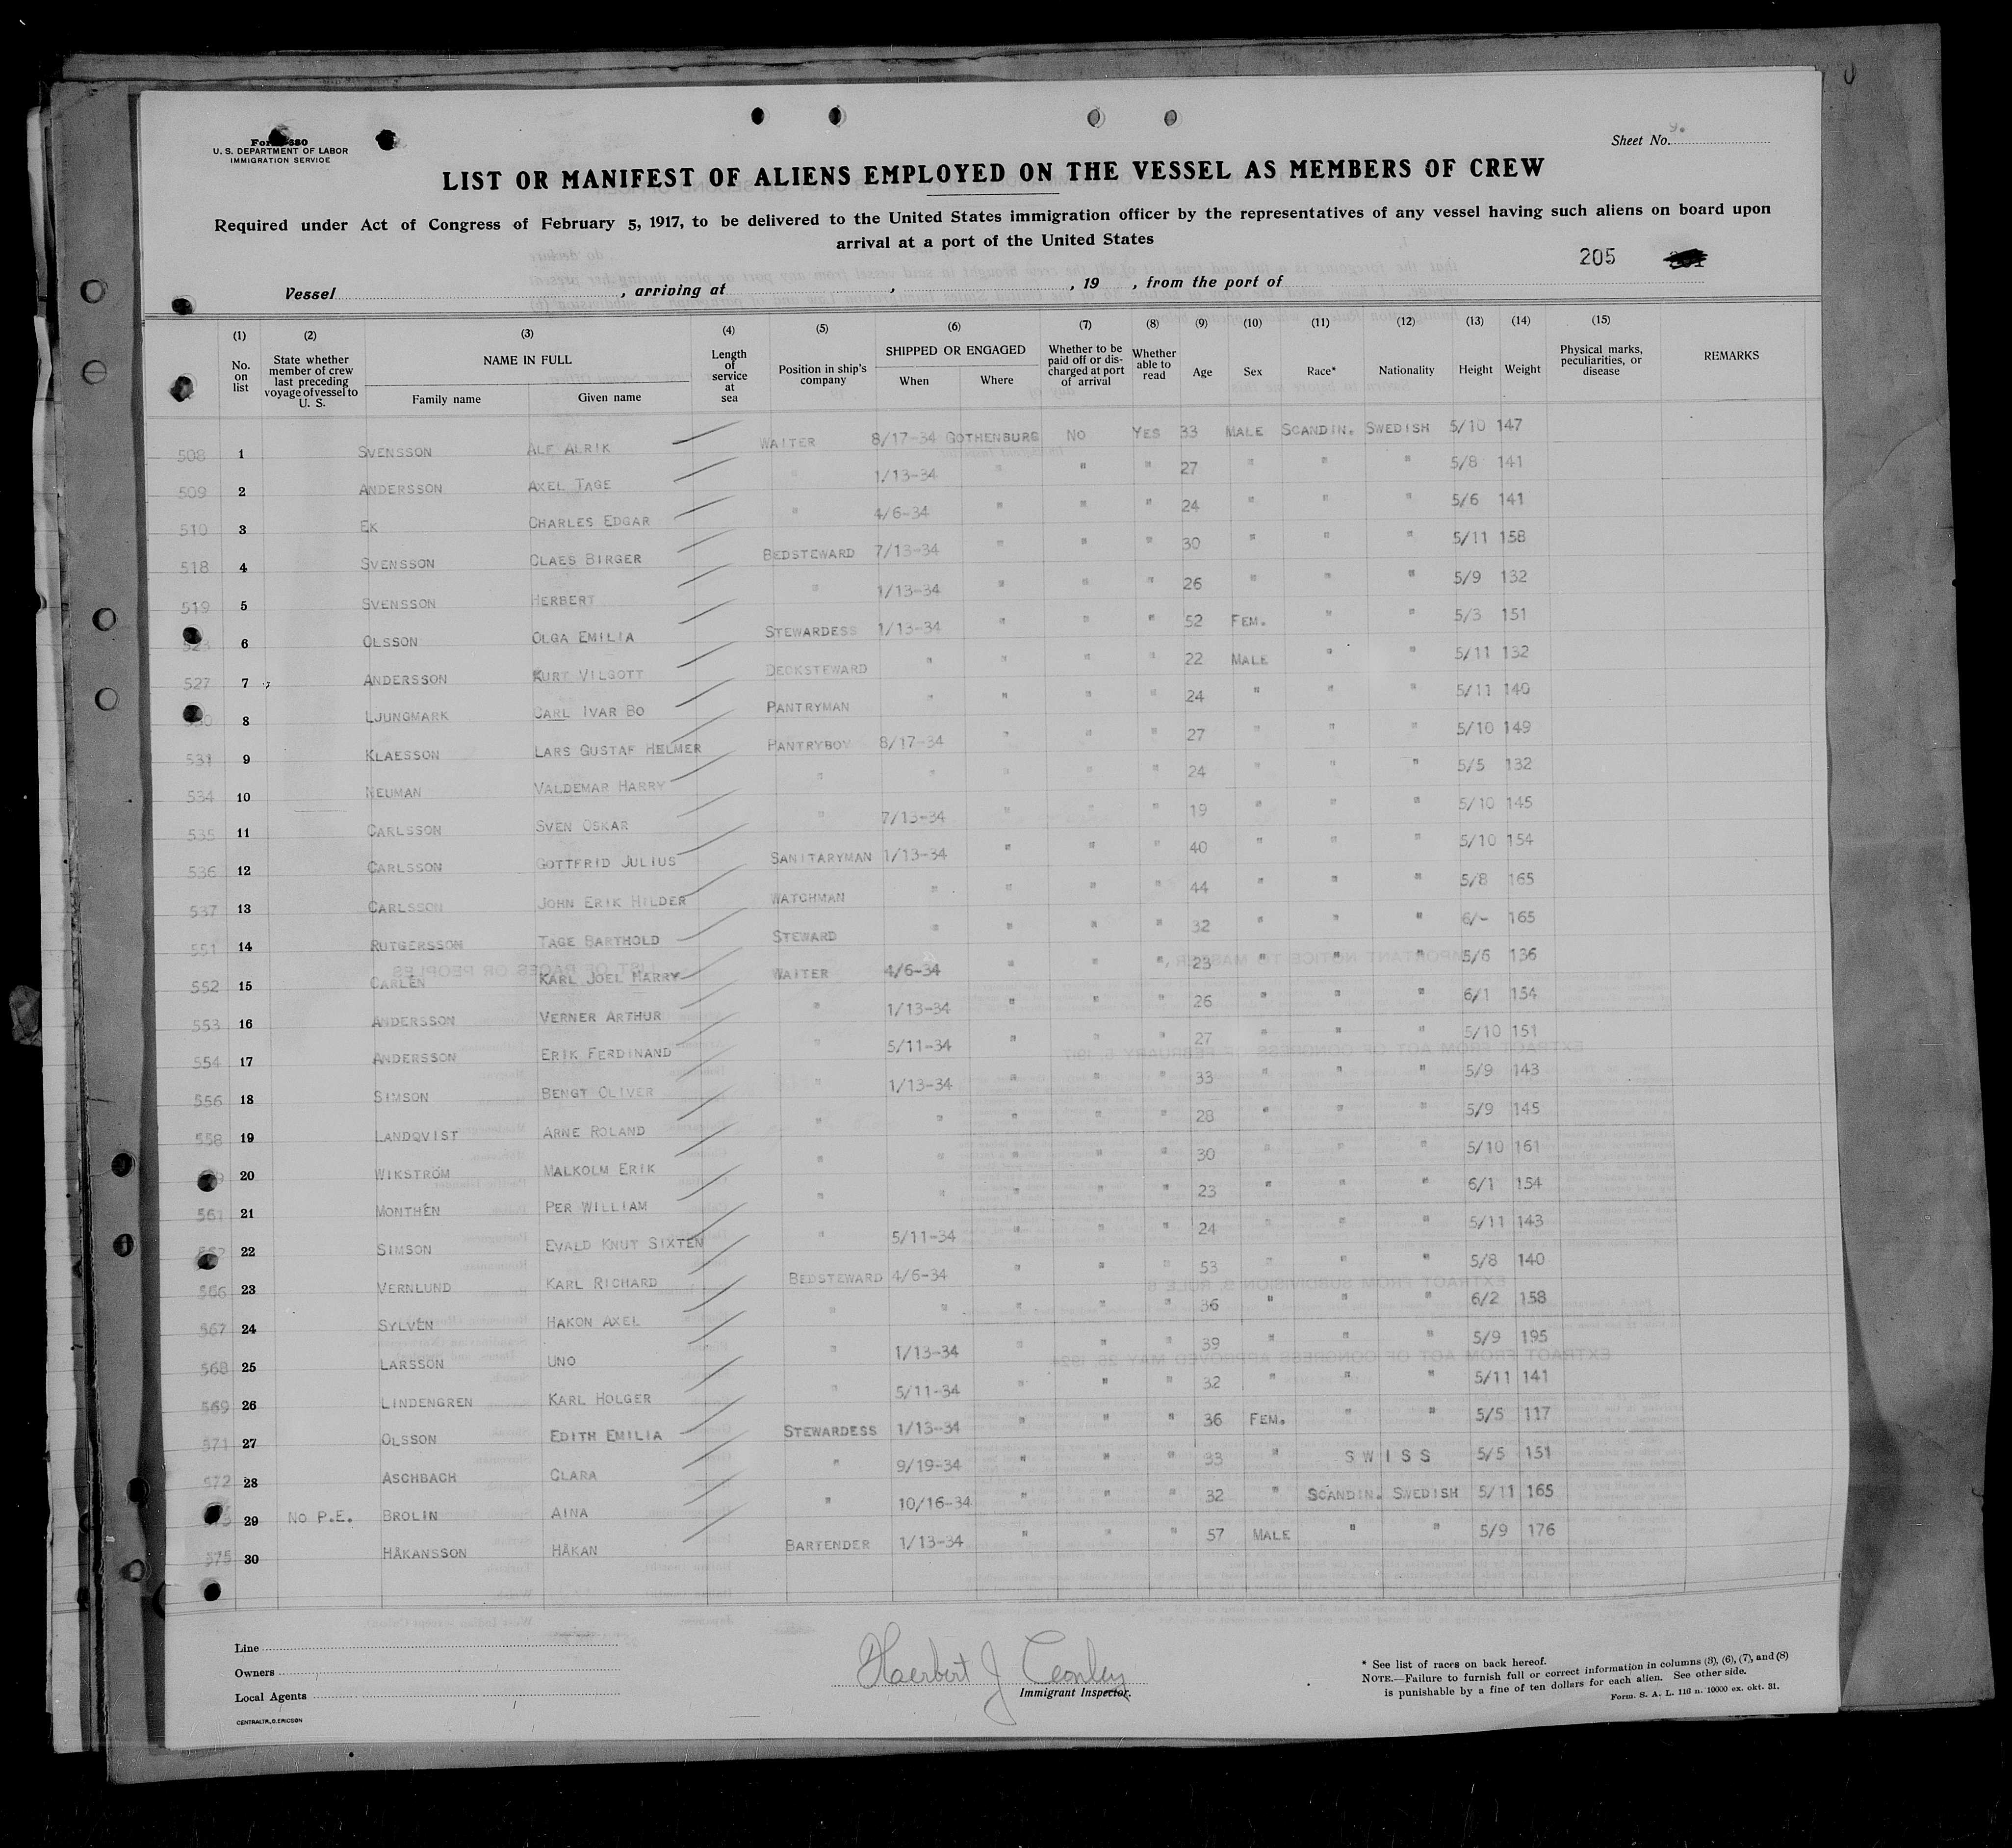 Sheet No. 9.
U. S. DEPARTMENT OF LABOR
IMMIGRATION SERVICE
LIST OR MANIFEST OF ALIENS EMPLOYED ON THE VESSEL AS MEMBERS OF CREW
Required under Act of Congress of February 5, 1917, to be delivered to the United States immigration officer by the representatives of any vessel having such aliens on board upon
arrival at a port of the United States
205
Vessel , arriving at , , 19 , from the port of
(1) (2) (3) (4) (5) (6) (7) (8) (9) (10) (11) (12) (13) (14) (15)
No. on list State whether member of crew last preceding voyage of vessel to U. S. NAME IN FULL Family name Given name Length of service at sea Position in ship's company SHIPPED OR ENGAGED When Where Whether to be paid off or discharged at port of arrival Whether able to read Age Sex Race* Nationality Height Weight Physical marks, peculiarities, or disease REMARKS
508 1 SVENSSON ALF ALRIK WAITER 8/17-34 GOTHENBURG NO YES 33 MALE SCANDIN. SWEDISH 5/10 147
509 2 ANDERSSON AXEL TAGE " 1/13-34 " " " 27 " " " 5/8 141
510 3 EK CHARLES EDGAR " 4/6-34 " " " 24 " " " 5/6 141
518 4 SVENSSON CLAES BIRGER BEDSTEWARD 7/13-34 " " " 30 " " " 5/11 158
519 5 SVENSSON HERBERT " 1/13-34 " " " 26 " " " 5/9 132
6 OLSSON OLGA EMILIA STEWARDESS 1/13-34 " " " 52 FEM. " " 5/3 151
527 7 ANDERSSON KURT VILGOTT DECKSTEWARD " " " " 22 MALE " " 5/11 132
8 LJUNGMARK CARL IVAR BO PANTRYMAN " " " " 24 " " " 5/11 140
531 9 KLAESSON LARS GUSTAF HELMER PANTRYBOY 8/17-34 " " " 27 " " " 5/10 149
534 10 NEUMAN VALDEMAR HARRY " " " " " 24 " " " 5/5 132
535 11 CARLSSON SVEN OSKAR " 7/13-34 " " " 19 " " " 5/10 145
536 12 CARLSSON GOTTFRID JULIUS SANITARYMAN 1/13-34 " " " 40 " " " 5/10 154
537 13 CARLSSON JOHN ERIK HILDER WATCHMAN " " " " 44 " " " 5/8 165
551 14 RUTGERSSON TAGE BARTHOLD STEWARD " " " " 32 " " " 6/- 165
552 15 CARLÉN KARL JOEL HARRY WAITER 4/6-34 " " " 23 " " " 5/6 136
553 16 ANDERSSON VERNER ARTHUR " 1/13-34 " " " 26 " " " 6/1 154
554 17 ANDERSSON ERIK FERDINAND " 5/11-34 " " " 27 " " " 5/10 151
556 18 SIMSON BENGT OLIVER " 1/13-34 " " " 33 " " " 5/9 143
558 19 LANDQVIST ARNE ROLAND " " " " " 28 " " " 5/9 145
20 WIKSTRÖM MALKOLM ERIK " " " " " 30 " " " 5/10 161
561 21 MONTHÉN PER WILLIAM " " " " " 23 " " " 6/1 154
22 SIMSON EVALD KNUT SIXTEN " 5/11-34 " " " 24 " " " 5/11 143
566 23 VERNLUND KARL RICHARD BEDSTEWARD 4/6-34 " " " 53 " " " 5/8 140
567 24 SYLVÉN HAKON AXEL " " " " " 36 " " " 6/2 158
568 25 LARSSON UNO " 1/13-34 " " " 39 " " " 5/9 195
569 26 LINDENGREN KARL HOLGER " 5/11-34 " " " 32 " " " 5/11 141
571 27 OLSSON EDITH EMILIA STEWARDESS 1/13-34 " " " 36 FEM. " " 5/5 117
572 28 ASCHBACH CLARA " 9/19-34 " " " 33 " SWISS 5/5 151
29 NO P.E. BROLIN AINA " 10/16-34 " " " 32 " SCANDIN. SWEDISH 5/11 165
575 30 HÅKANSSON HÅKAN BARTENDER 1/13-34 " " " 57 MALE " " 5/9 176
Line
Owners
Local Agents
CENTRALTR., G. ERICSON
Haerbert J Conley
Immigrant Inspector.
* See list of races on back hereof.
NOTE.—Failure to furnish full or correct information in columns (3), (6), (7), and (8)
is punishable by a fine of ten dollars for each alien. See other side.
Form. S. A. L. 116 n. 10000 ex. okt. 31.